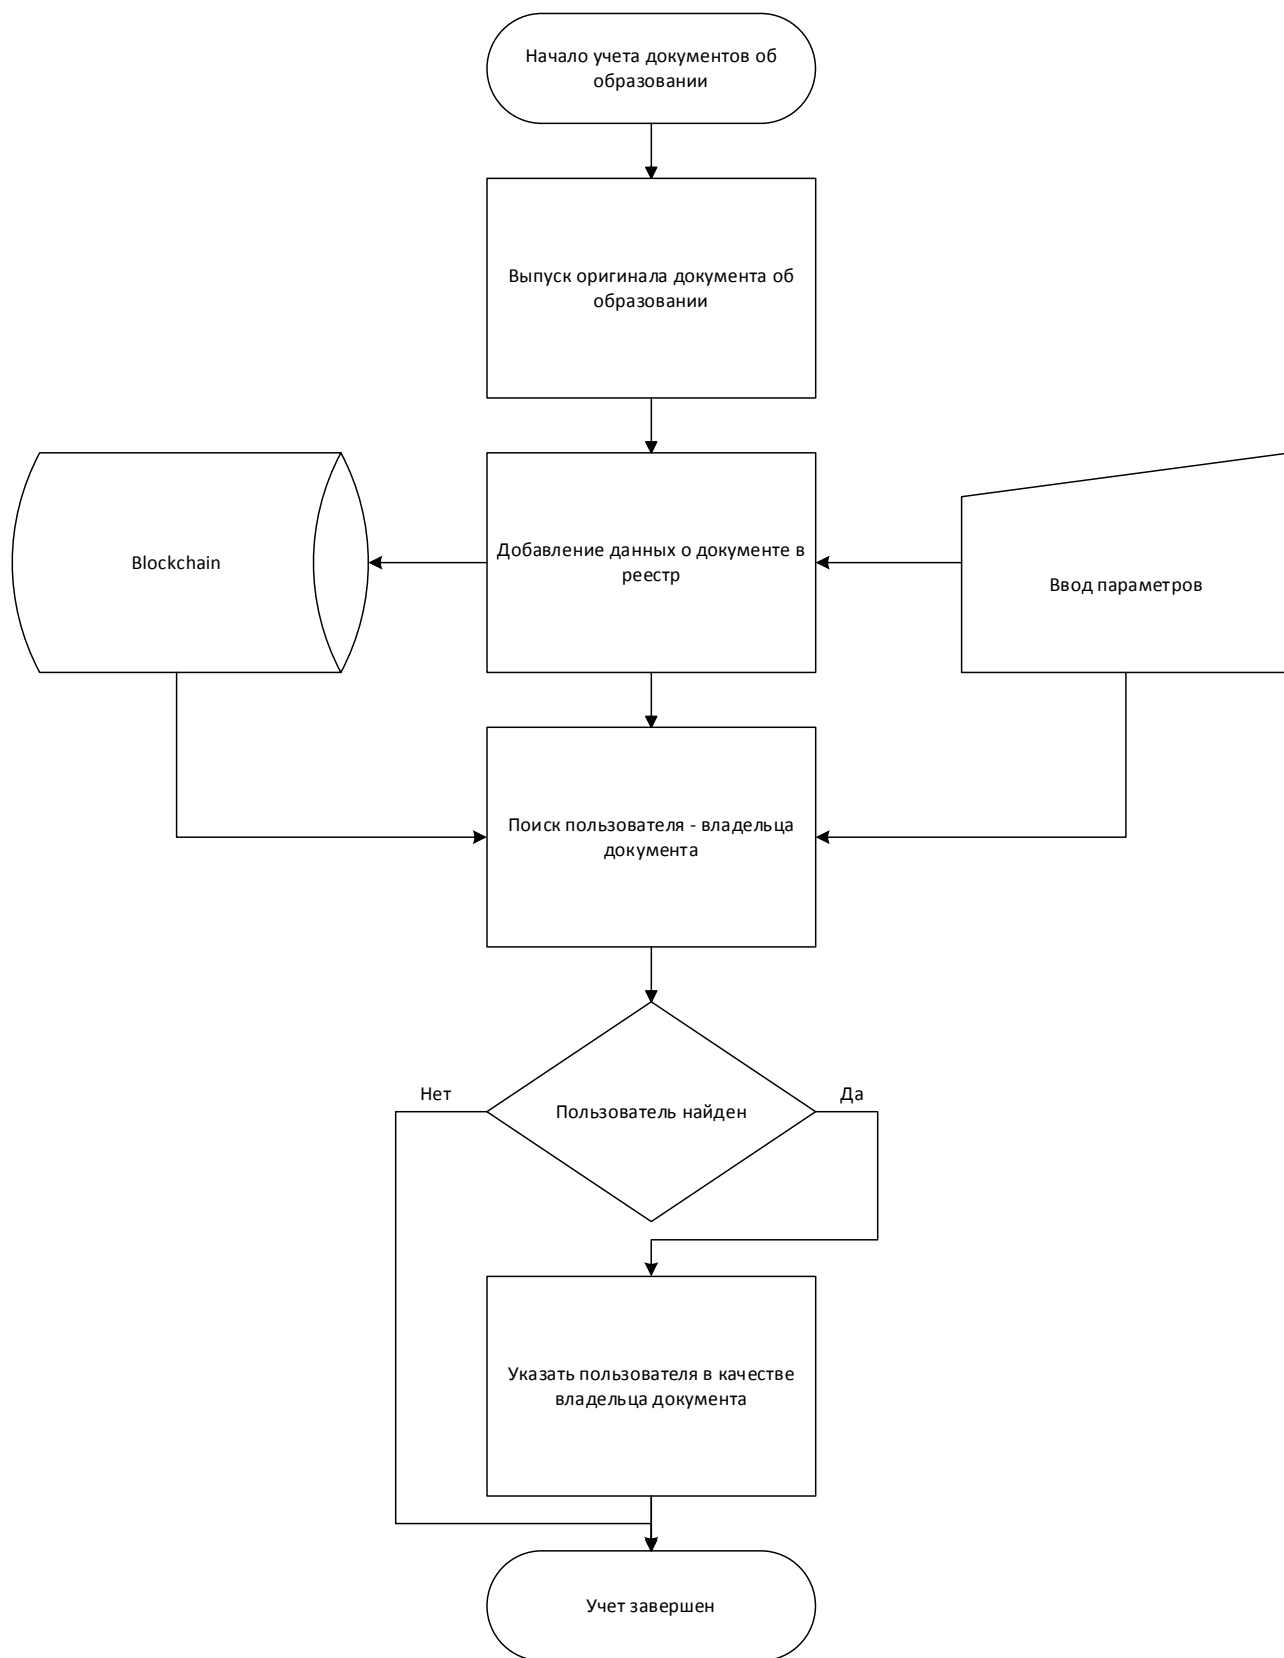 Начало учета документов об
образовании
Выпуск оригинала документа об
образовании
Blockchain
Добавление данных о документе в
реестр
Ввод параметров
Поиск пользователя - владельца
документа
Нет
Пользователь найден
Да
Указать пользователя в качестве
владельца документа
Учет завершен